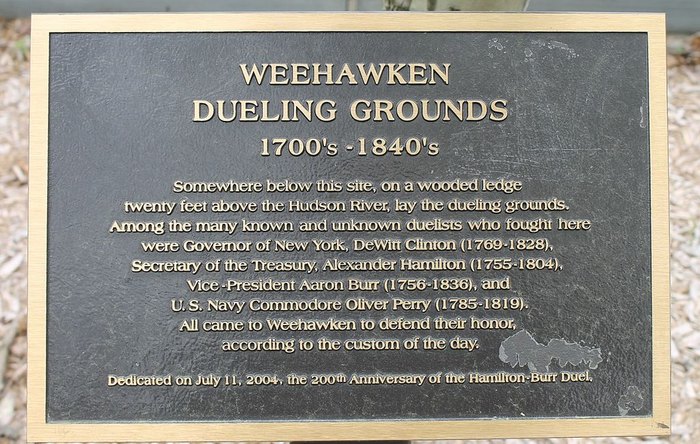 WEEHAWKEN
DUELING GROUNDS
1700's -1840's
Somewhere below this site, on a wooded ledge
twenty feet above the Hudson River, lay the dueling grounds.
Among the many known and unknown duelists who fought here
were Governor of New York, DeWitt Clinton (1769-1828),
Secretary of the Treasury, Alexander Hamilton (1755-1804),
Vice-President Aaron Burr (1756-1836), and
U. S. Navy Commodore Oliver Perry (1785-1819).
All came to Weehawken to defend their honor,
according to the custom of the day.
Dedicated on July 11, 2004, the 200th Anniversary of the Hamilton-Burr Duel.